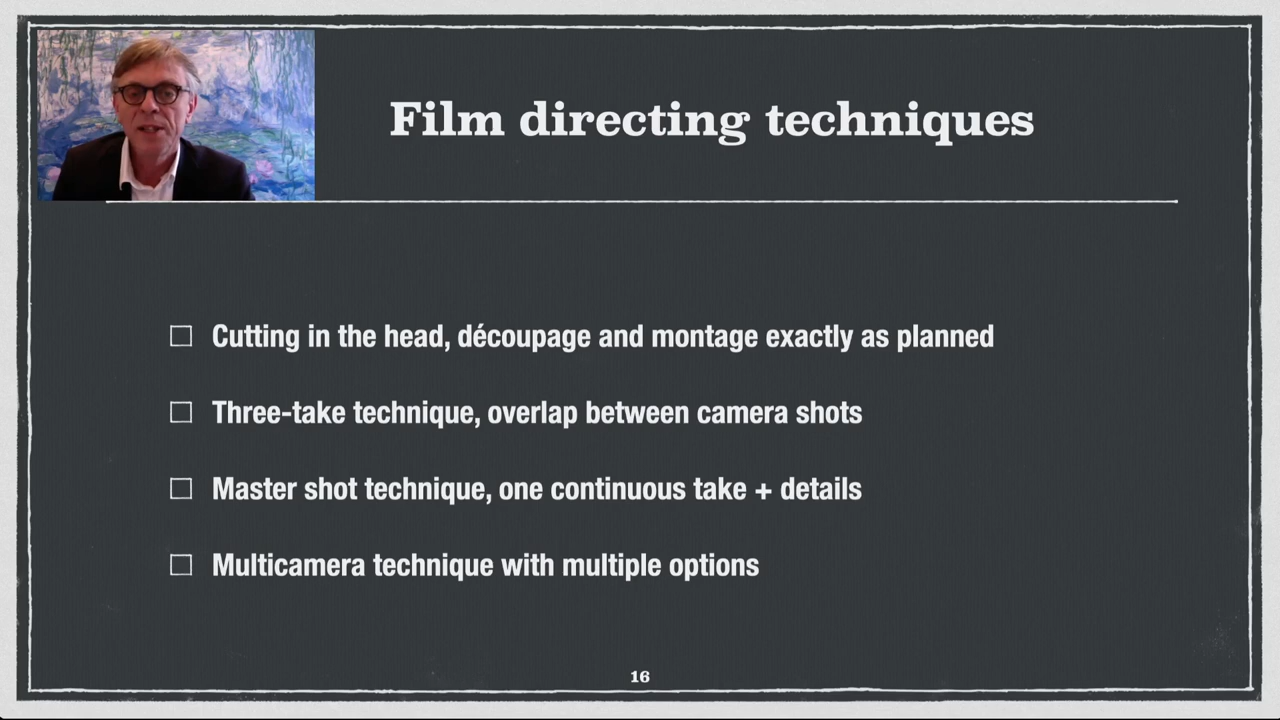 Film directing techniques
Cutting in the head, découpage and montage exactly as planned
Three-take technique, overlap between camera shots
Master shot technique, one continuous take + details
Multicamera technique with multiple options
16